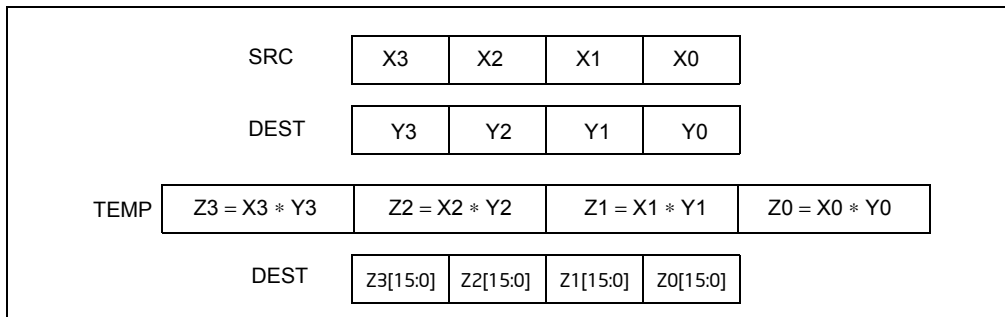 SRC X3 X2 X1 X0
DEST Y3 Y2 Y1 Y0
TEMP Z3 = X3 ∗ Y3 Z2 = X2 ∗ Y2 Z1 = X1 ∗ Y1 Z0 = X0 ∗ Y0
DEST Z3[15:0] Z2[15:0] Z1[15:0] Z0[15:0]